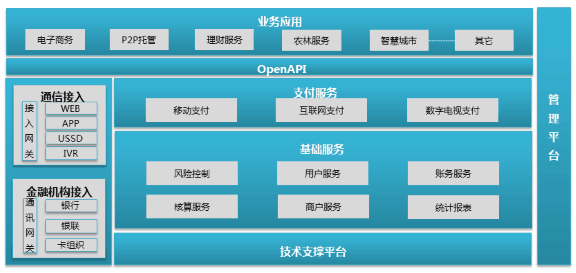 业务应用
电子商务 P2P托管 理财服务 农林服务 智慧城市 其它
OpenAPI
通信接入
接入网关
WEB
APP
USSD
IVR
金融机构接入
通讯网关
银行
银联
卡组织
支付服务
移动支付 互联网支付 数字电视支付
基础服务
风险控制 用户服务 账务服务
核算服务 商户服务 统计报表
技术支撑平台
管理平台